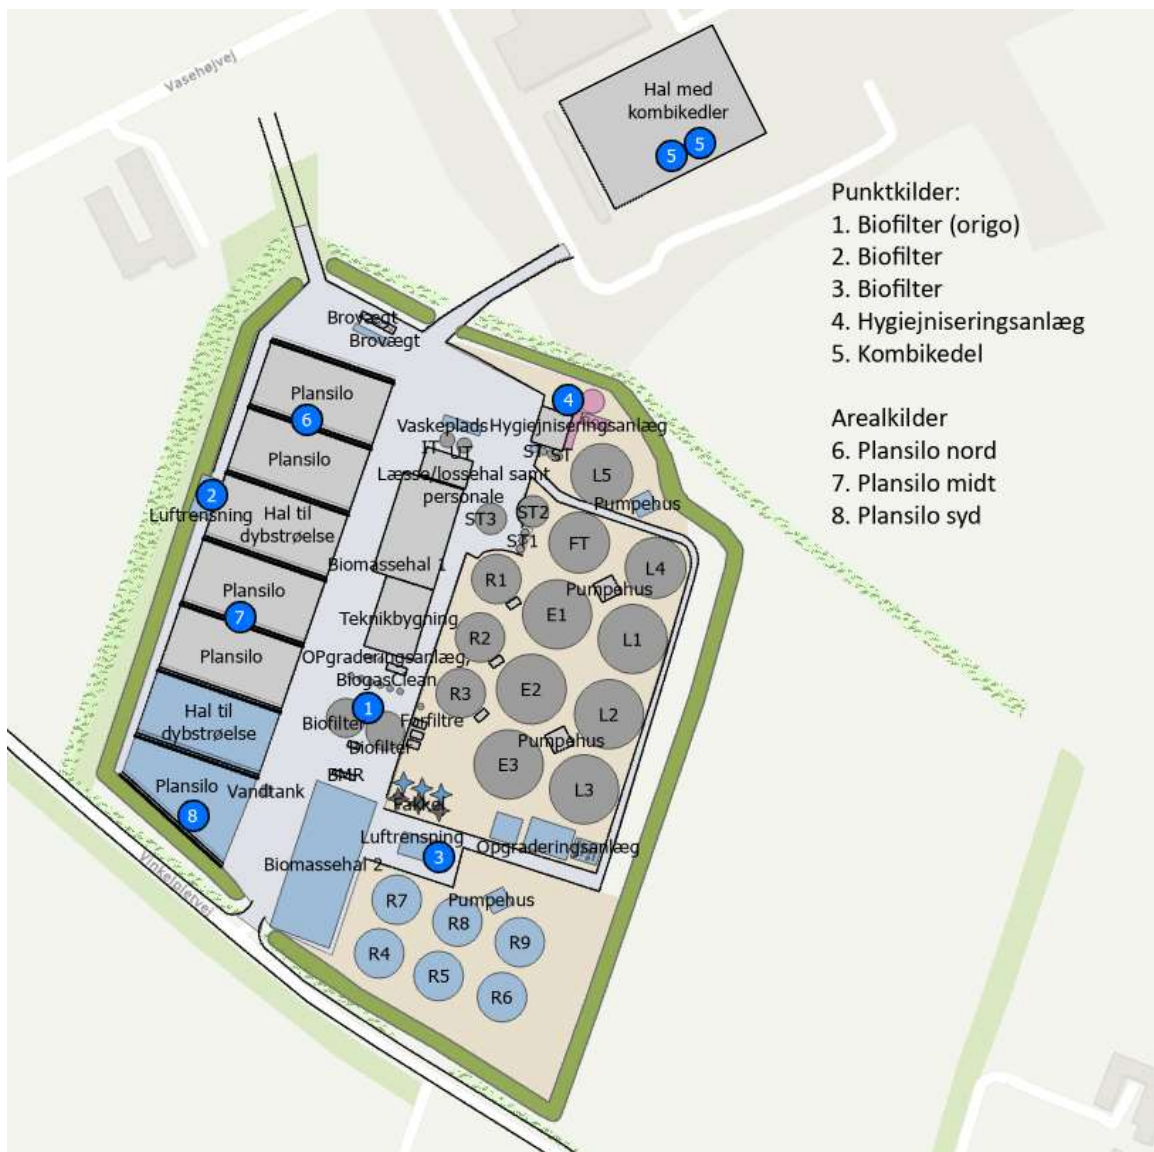 Vasehøjvej
Hal med
kombikedler
5
5
Punktkilder:
1. Biofilter (origo)
2. Biofilter
3. Biofilter
4. Hygiejniseringsanlæg
5. Kombikedel
Arealkilder
6. Plansilo nord
7. Plansilo midt
8. Plansilo syd
Brovægt
Brovægt
Plansilo
6
Plansilo
4
Vaskeplads
Hygiejniseringsanlæg
UT
ST
ST
L5
Læsse/lossehal samt
personale
2
Luftrensning
Hal til
dybstrøelse
ST3
ST2
ST1
Pumpehus
FT
L4
Biomassehal 1
R1
Pumpehus
Plansilo
7
E1
Teknikbygning
R2
L1
Plansilo
OPgraderingsanlæg,
BiogasClean
R3
E2
1
L2
Hal til
dybstrøelse
Biofilter
Forfiltre
Biofilter
Pumpehus
E3
Plansilo
Vandtank
L3
8
Fakkel
Luftrensning
3
Opgraderingsanlæg
Biomassehal 2
Vinkelpletvej
R7
Pumpehus
R8
R9
R4
R5
R6